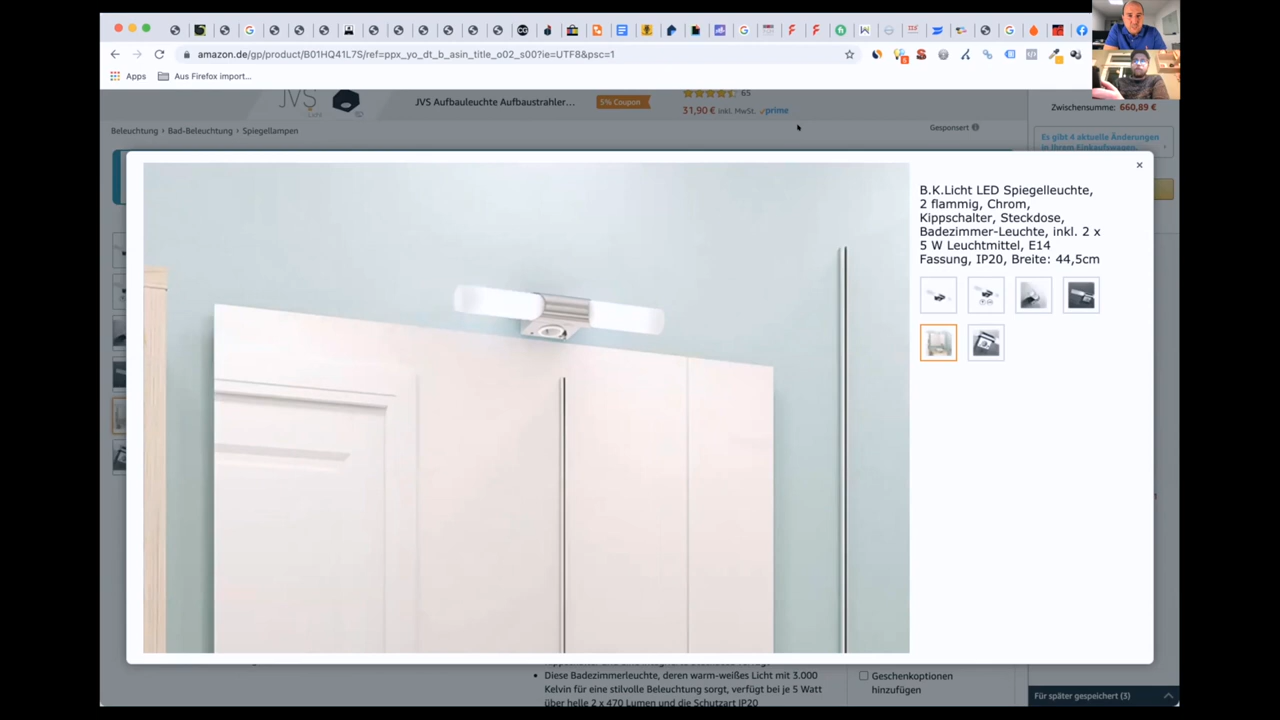 amazon.de/gp/product/B01HQ41L7S/ref=ppx_yo_dt_b_asin_title_o02_s00?ie=UTF8&psc=1
Apps
Aus Firefox import...
JVS
JVS Aufbauleuchte Aufbaustrahler...
5% Coupon
65
31,90 € inkl. MwSt. prime
Zwischensumme: 660,89 €
Beleuchtung › Bad-Beleuchtung › Spiegellampen
Gesponsert
Es gibt 4 aktuelle Änderungen
in Ihrem Einkaufswagen.
×
B.K.Licht LED Spiegelleuchte,
2 flammig, Chrom,
Kippschalter, Steckdose,
Badezimmer-Leuchte, inkl. 2 x
5 W Leuchtmittel, E14
Fassung, IP20, Breite: 44,5cm
Diese Badezimmerleuchte, deren warm-weißes Licht mit 3.000
Kelvin für eine stilvolle Beleuchtung sorgt, verfügt bei je 5 Watt
über helle 2 x 470 Lumen und die Schutzart IP20
Geschenkoptionen
hinzufügen
Für später gespeichert (3)